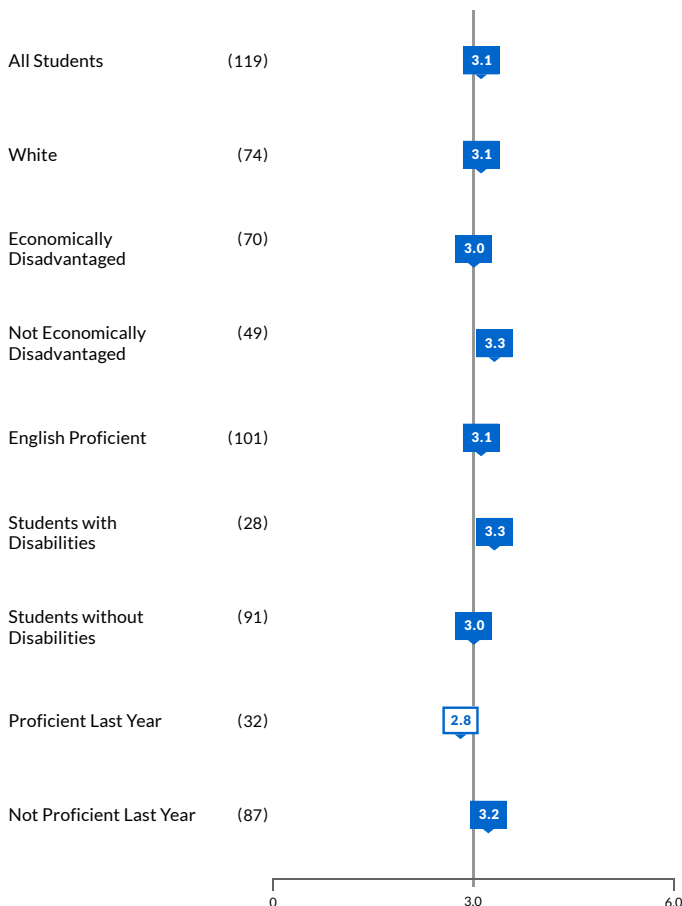 All Students (119) 3.1
White (74) 3.1
Economically (70)
Disadvantaged 3.0
Not Economically (49)
Disadvantaged 3.3
English Proficient (101) 3.1
Students with (28)
Disabilities 3.3
Students without (91)
Disabilities 3.0
Proficient Last Year (32) 2.8
Not Proficient Last Year (87) 3.2
0 3.0 6.0